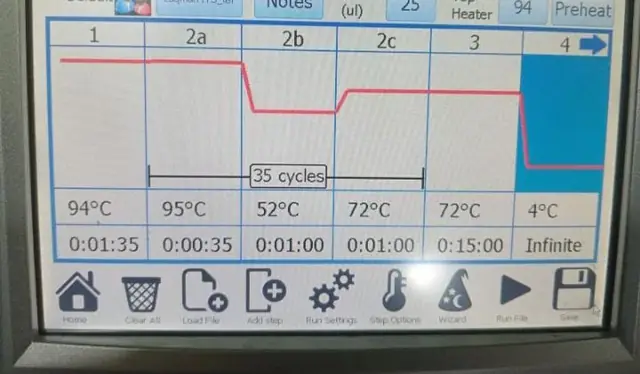 Notes (ul) 25 Heater 94 Preheat
1 2a 2b 2c 3 4
35 cycles
94°C 95°C 52°C 72°C 72°C 4°C
0:01:35 0:00:35 0:01:00 0:01:00 0:15:00 Infinite
Home Clear All Load File Add step Run Settings Step Options Wizard Run File Save